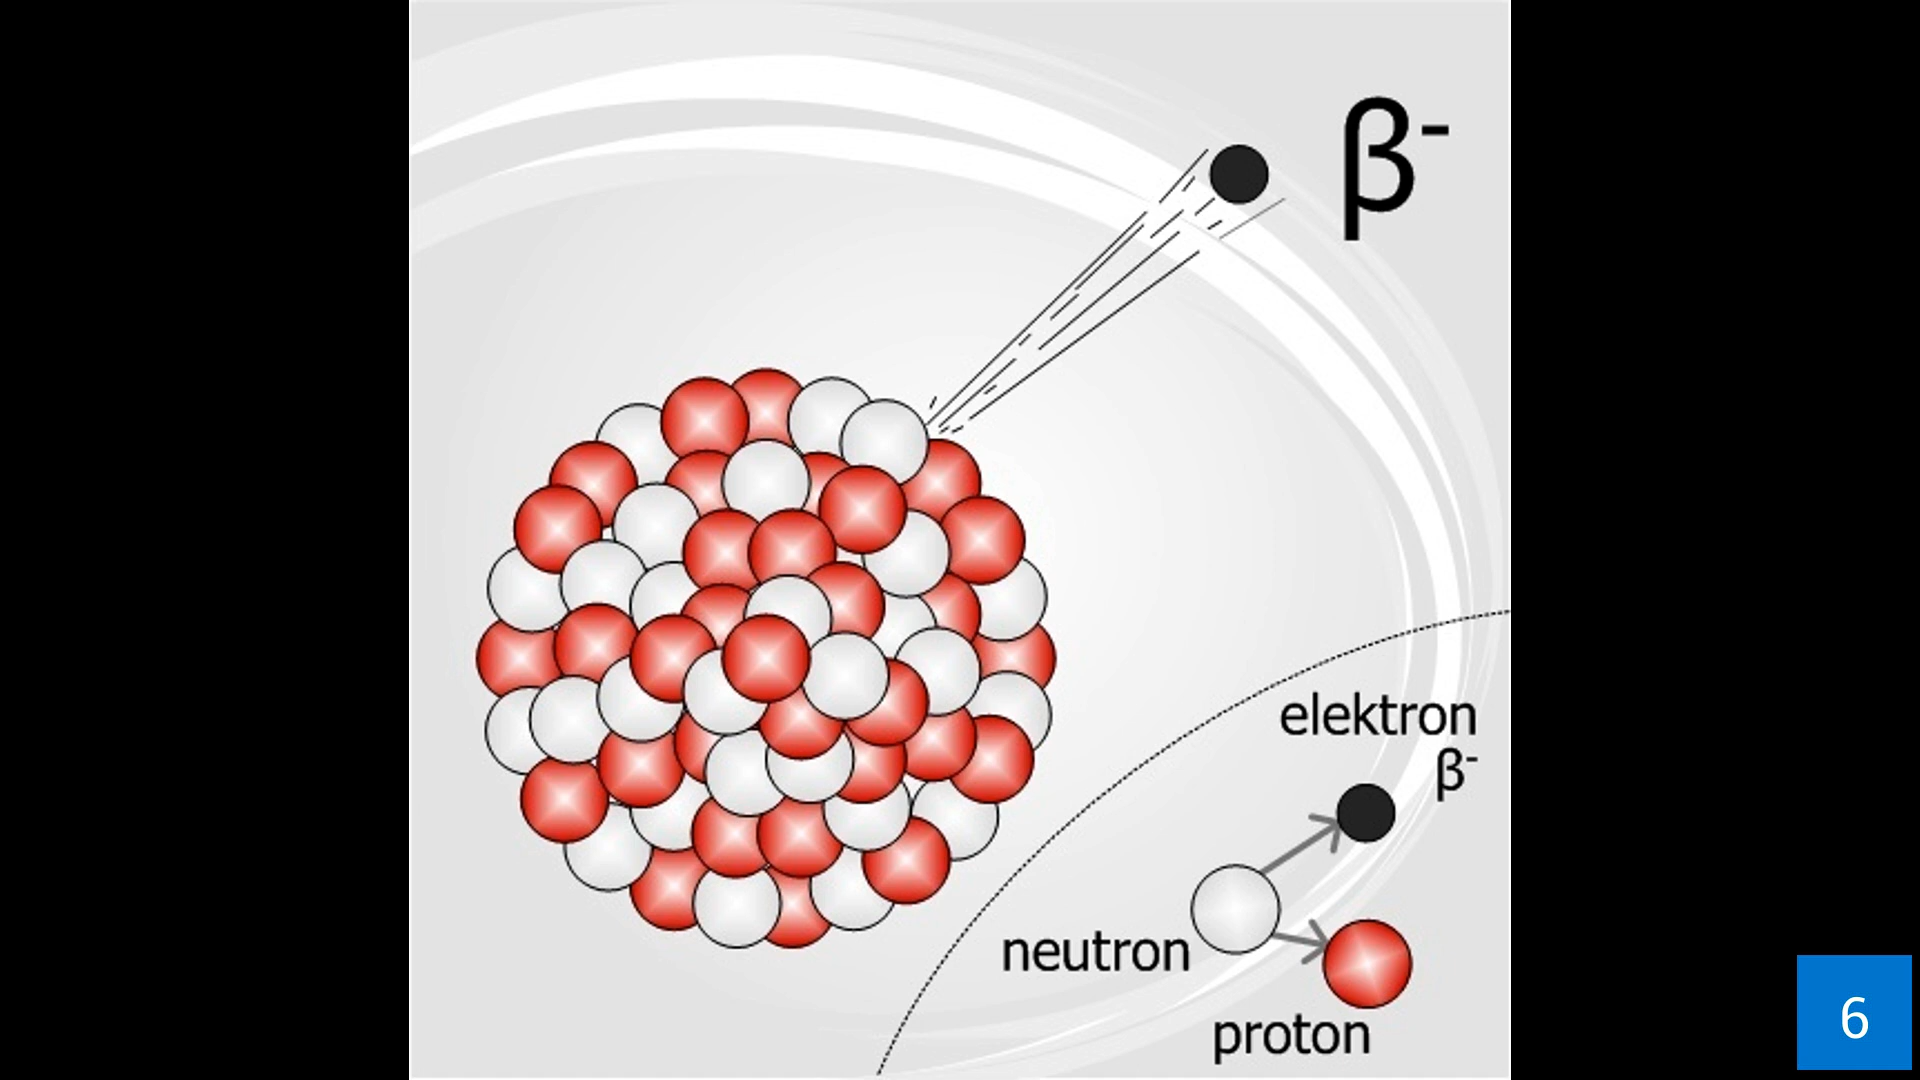 β-
elektron
β-
neutron
proton
6